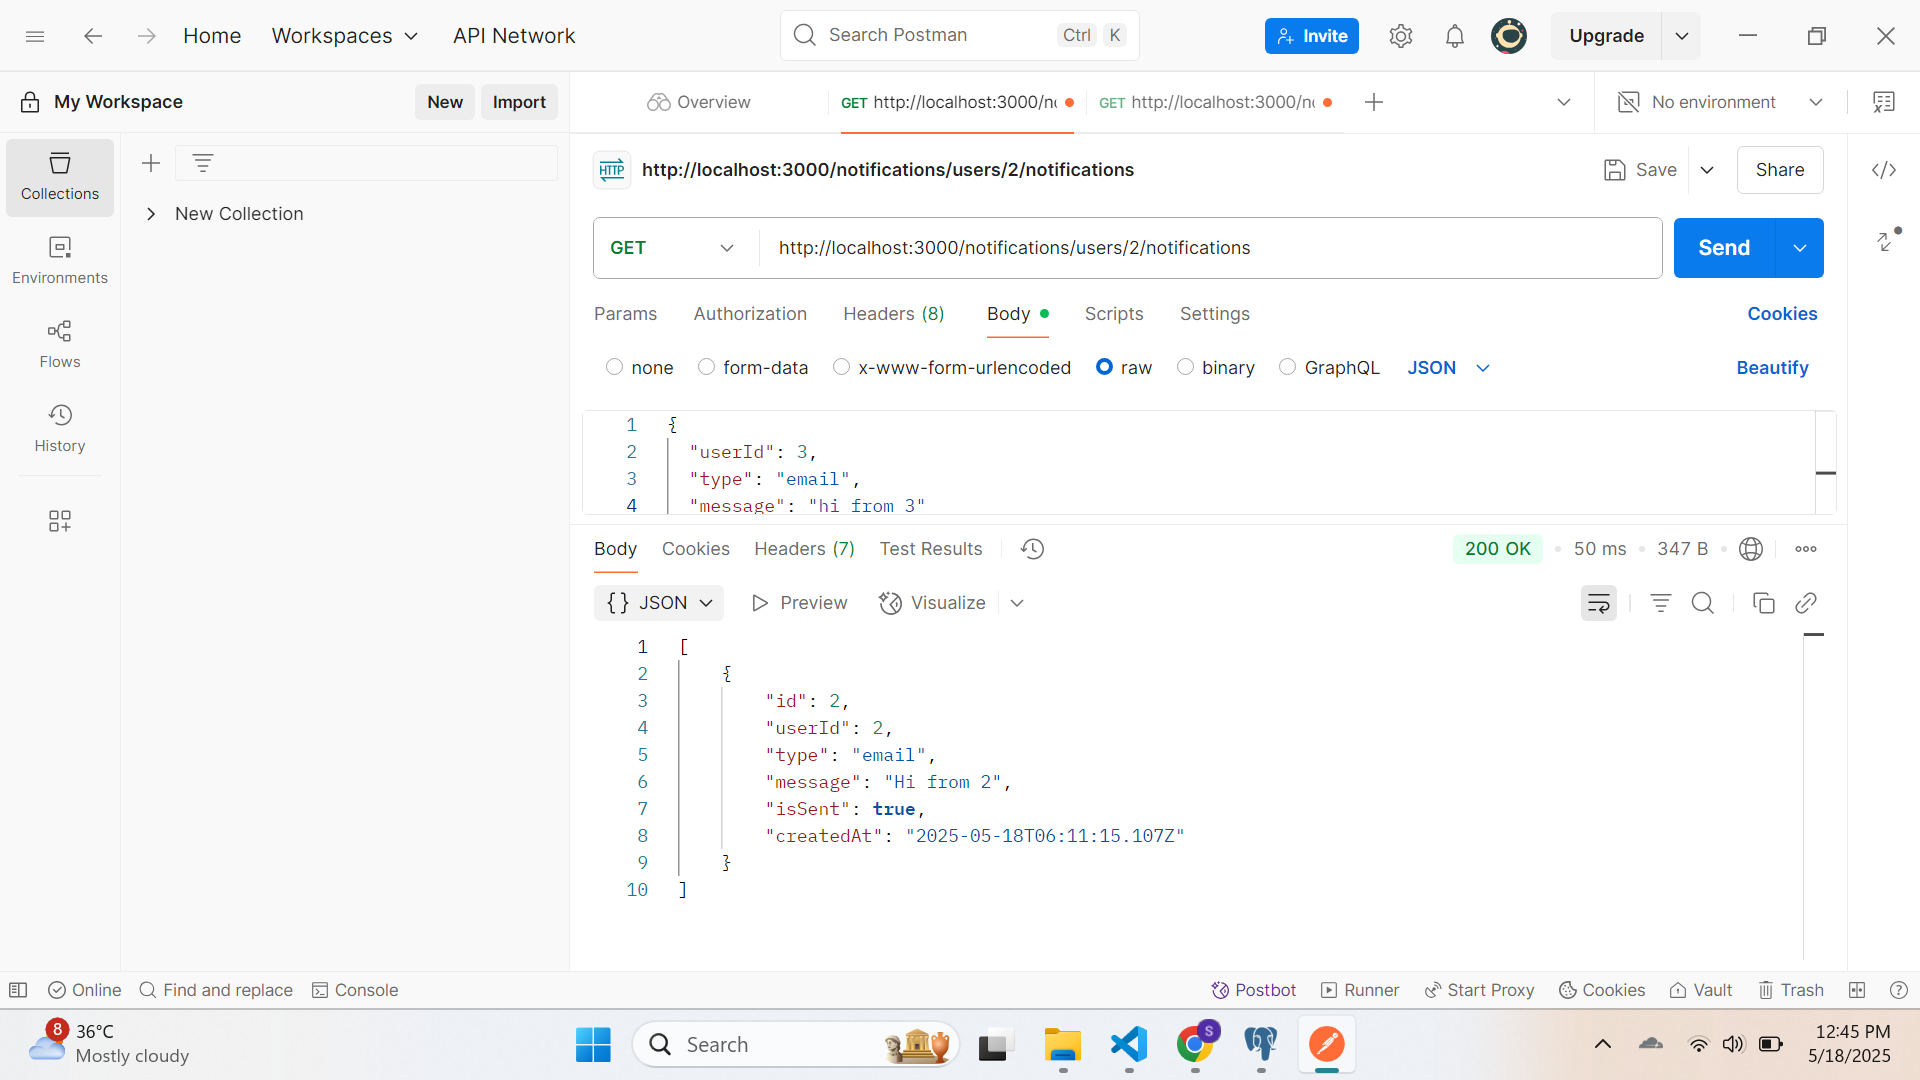 Home Workspaces API Network Search Postman Ctrl K Invite Upgrade
My Workspace New Import Overview GET http://localhost:3000/n GET http://localhost:3000/n No environment
Collections
Environments
Flows
History
New Collection
HTTP http://localhost:3000/notifications/users/2/notifications Save Share
GET http://localhost:3000/notifications/users/2/notifications Send
Params Authorization Headers (8) Body Scripts Settings Cookies
none form-data x-www-form-urlencoded raw binary GraphQL JSON Beautify
1 {
2 "userId": 3,
3 "type": "email",
4 "message": "hi from 3"
Body Cookies Headers (7) Test Results 200 OK • 50 ms • 347 B
{} JSON Preview Visualize
1 [
2 {
3 "id": 2,
4 "userId": 2,
5 "type": "email",
6 "message": "Hi from 2",
7 "isSent": true,
8 "createdAt": "2025-05-18T06:11:15.107Z"
9 }
10 ]
Online Find and replace Console Postbot Runner Start Proxy Cookies Vault Trash
8 36°C
Mostly cloudy
Search
S
12:45 PM
5/18/2025